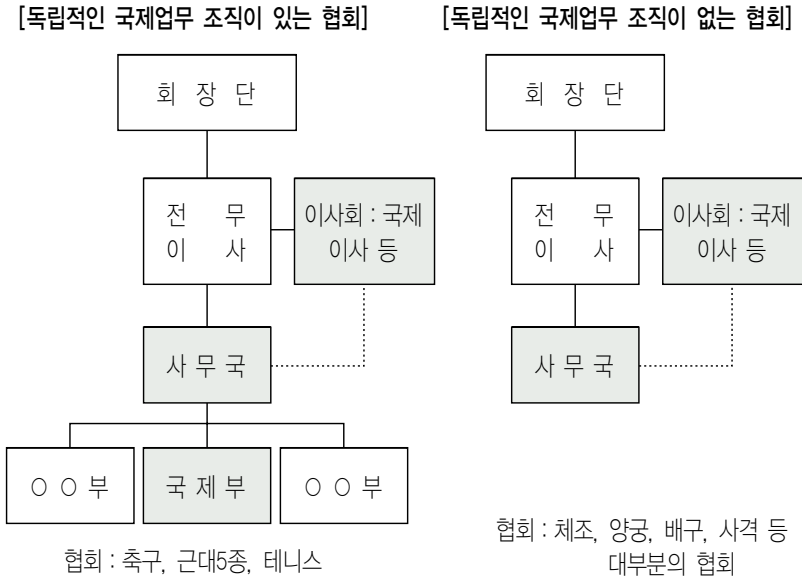 [독립적인 국제업무 조직이 있는 협회]
회 장 단
전 무
이 사
이사회 : 국제
이사 등
사 무 국
○ ○ 부
국 제 부
○ ○ 부
협회 : 축구, 근대5종, 테니스
[독립적인 국제업무 조직이 없는 협회]
회 장 단
전 무
이 사
이사회 : 국제
이사 등
사 무 국
협회 : 체조, 양궁, 배구, 사격 등
대부분의 협회